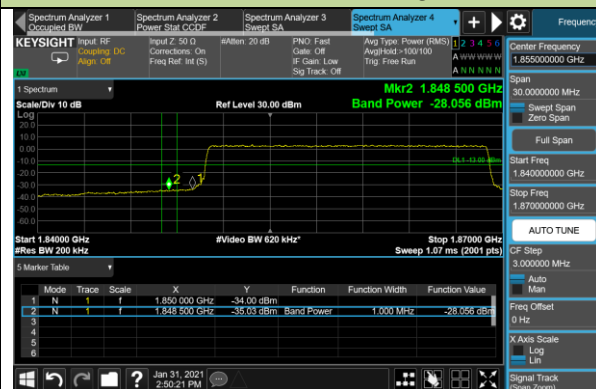 Spectrum Analyzer 1
Occupied BW
Spectrum Analyzer 2
Power Stat CCDF
Spectrum Analyzer 3
Swept SA
Spectrum Analyzer 4
Swept SA
Frequenc
KEYSIGHT
Input: RF
Coupling: DC
Align: Off
Input Z: 50 Ω
Corrections: On
Freq Ref: Int (S)
#Atten: 20 dB
PNO: Fast
Gate: Off
IF Gain: Low
Sig Track: Off
Avg Type: Power (RMS)
Avg|Hold:>100/100
Trig: Free Run
1 2 3 4 5 6
A W W W W W
A N N N N N
LXI
1 Spectrum
Scale/Div 10 dB
Ref Level 30.00 dBm
Mkr2 1.848 500 GHz
Band Power -28.056 dBm
Log
20.0
10.0
0.00
-10.0
-20.0
-30.0
-40.0
-50.0
-60.0
DL1 -13.00 dBm
2
1
Start 1.84000 GHz
#Video BW 620 kHz*
Stop 1.87000 GHz
#Res BW 200 kHz
Sweep 1.07 ms (2001 pts)
5 Marker Table
Mode Trace Scale X Y Function Function Width Function Value
1 N 1 f 1.850 000 GHz -34.00 dBm
2 N 1 f 1.848 500 GHz -35.03 dBm Band Power 1.000 MHz -28.056 dBm
3
4
5
6
Jan 31, 2021
2:50:21 PM
Center Frequency
1.855000000 GHz
Span
30.0000000 MHz
Swept Span
Zero Span
Full Span
Start Freq
1.840000000 GHz
Stop Freq
1.870000000 GHz
AUTO TUNE
CF Step
3.000000 MHz
Auto
Man
Freq Offset
0 Hz
X Axis Scale
Log
Lin
Signal Track
(Span Zoom)